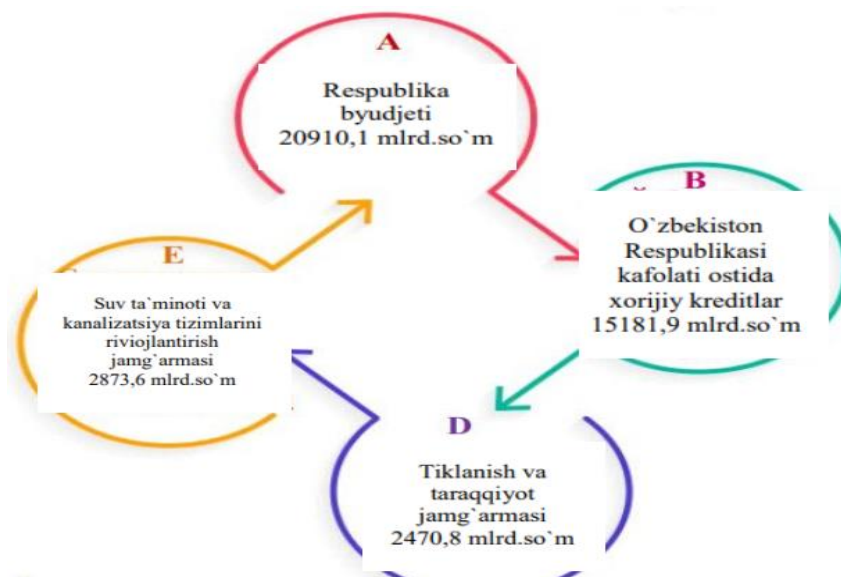 A
Respublika
byudjeti
20910,1 mlrd.so`m
B
O`zbekiston
Respublikasi
kafolati ostida
xorijiy kreditlar
15181,9 mlrd.so`m
D
Tiklanish va
taraqqiyot
jamg`armasi
2470,8 mlrd.so`m
E
Suv ta`minoti va
kanalizatsiya tizimlarini
riviojlantirish
jamg`armasi
2873,6 mlrd.so`m